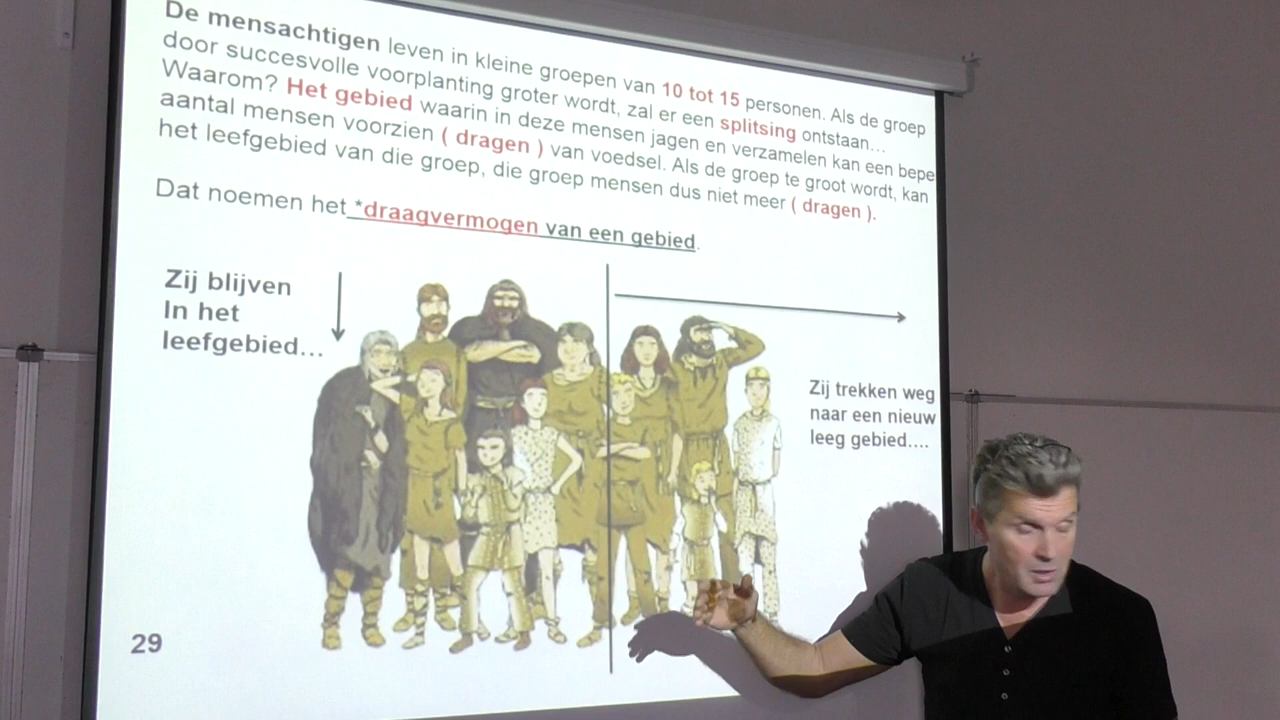 De mensachtigen leven in kleine groepen van 10 tot 15 personen. Als de groep
door succesvolle voorplanting groter wordt, zal er een splitsing ontstaan...
Waarom? Het gebied waarin in deze mensen jagen en verzamelen kan een bepe
aantal mensen voorzien ( dragen ) van voedsel. Als de groep te groot wordt, kan
het leefgebied van die groep, die groep mensen dus niet meer ( dragen ).
Dat noemen het *draagvermogen van een gebied.
Zij blijven
In het
leefgebied...
Zij trekken weg
naar een nieuw
leeg gebied....
29